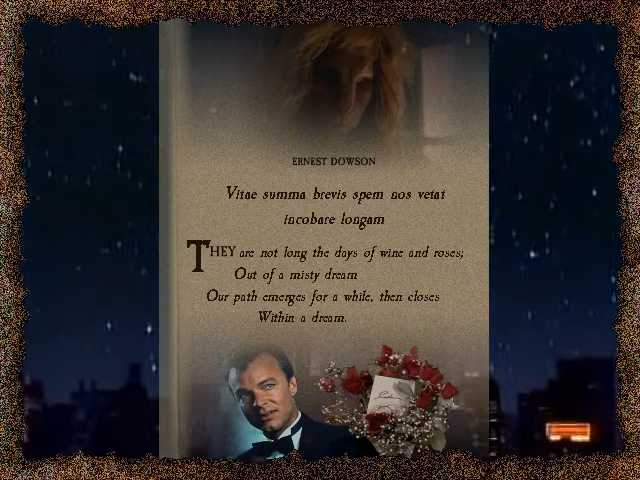 ERNEST DOWSON
Vitae summa brevis spem nos vetat
incobare longam
THEY are not long the days of wine and roses;
Out of a misty dream
Our path emerges for a while, then closes
Within a dream.